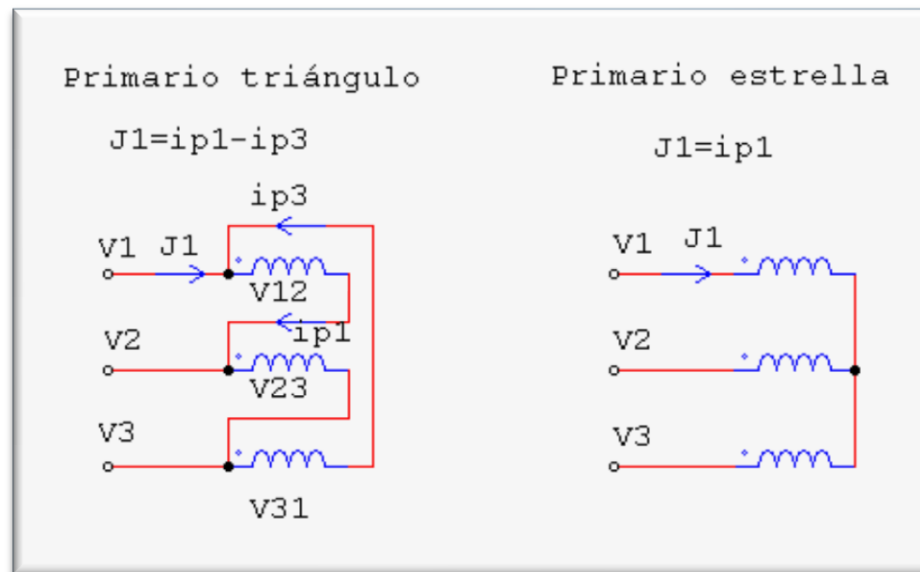 Primario triángulo
J1=ip1-ip3
ip3
V1
J1
V12
ip1
V2
V23
V3
V31
Primario estrella
J1=ip1
V1
J1
V2
V3